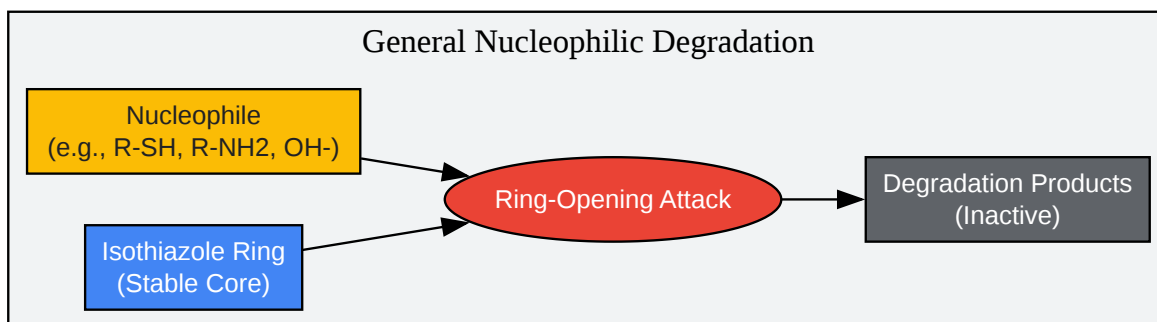 General Nucleophilic Degradation
Nucleophile
(e.g., R-SH, R-NH2, OH-)
Isothiazole Ring
(Stable Core)
Ring-Opening Attack
Degradation Products
(Inactive)